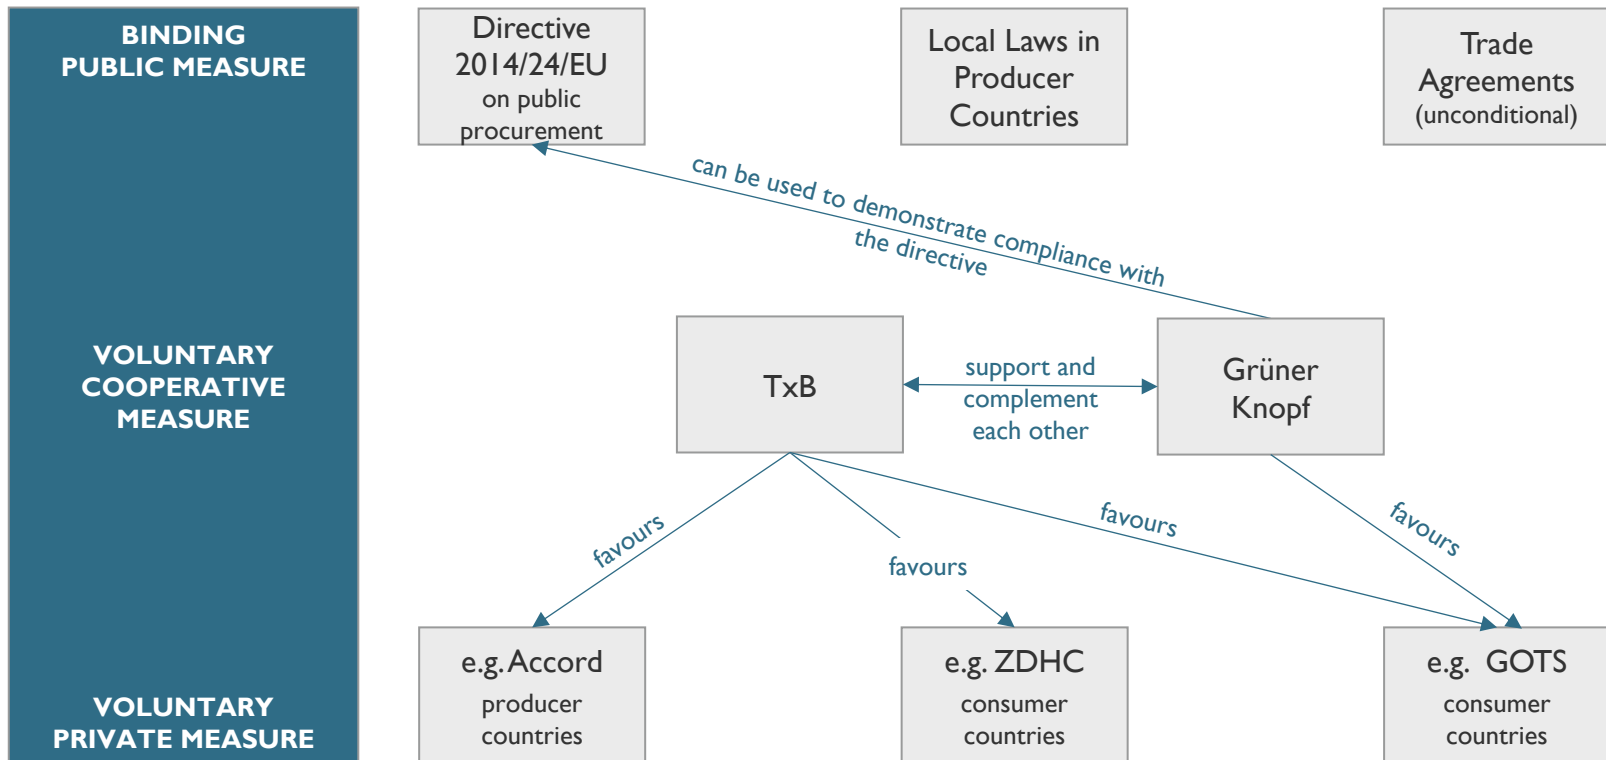 BINDING
PUBLIC MEASURE
Directive
2014/24/EU
on public
procurement
Local Laws in
Producer
Countries
Trade
Agreements
(unconditional)
can be used to demonstrate compliance with
the directive
VOLUNTARY
COOPERATIVE
MEASURE
TxB
support and
complement
each other
Grüner
Knopf
favours
favours
favours
favours
VOLUNTARY
PRIVATE MEASURE
e.g. Accord
producer
countries
e.g. ZDHC
consumer
countries
e.g. GOTS
consumer
countries